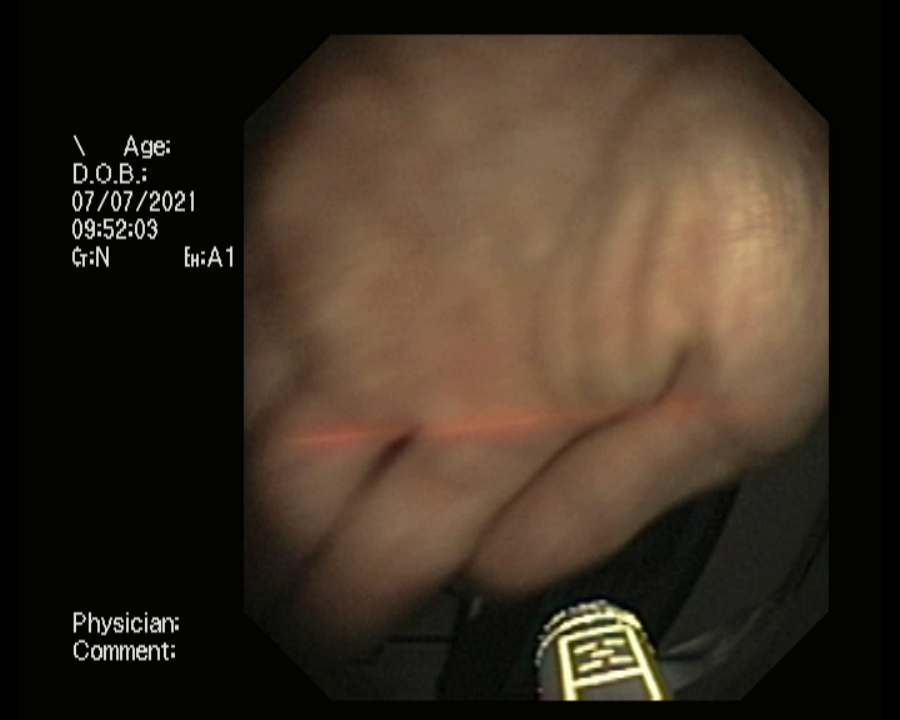 \ Age:
D.O.B.:
07/07/2021
09:52:03
Cr:N EH:A1
Physician:
Comment: